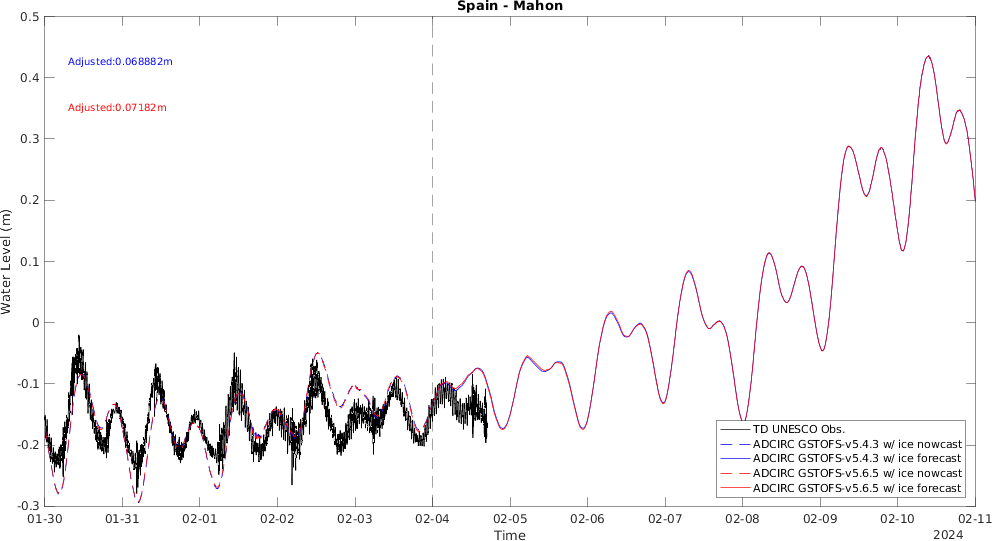 Spain - Mahon
Adjusted:0.068882m
Adjusted:0.07182m
Water Level (m)
0.5
0.4
0.3
0.2
0.1
0
-0.1
-0.2
-0.3
TD UNESCO Obs.
ADCIRC GSTOFS-v5.4.3 w/ ice nowcast
ADCIRC GSTOFS-v5.4.3 w/ ice forecast
ADCIRC GSTOFS-v5.6.5 w/ ice nowcast
ADCIRC GSTOFS-v5.6.5 w/ ice forecast
01-30 01-31 02-01 02-02 02-03 02-04 02-05 02-06 02-07 02-08 02-09 02-10 02-11
Time
2024